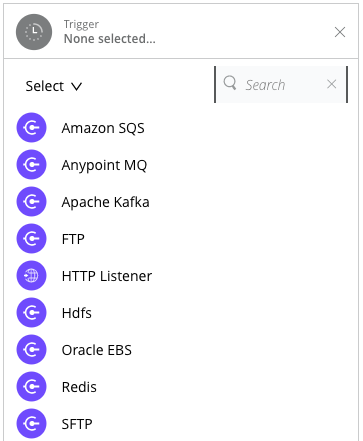 Trigger
None selected...
Select
Search
Amazon SQS
Anypoint MQ
Apache Kafka
FTP
HTTP Listener
Hdfs
Oracle EBS
Redis
SFTP